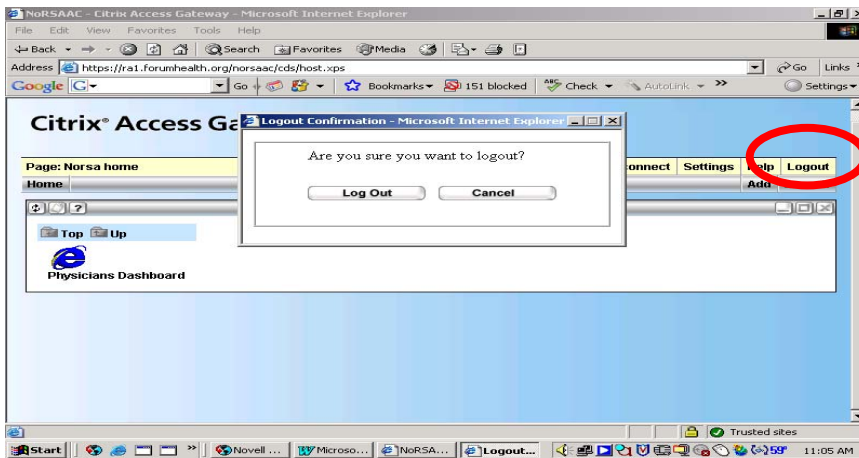 NoRSAAC - Citrix Access Gateway - Microsoft Internet Explorer
File Edit View Favorites Tools Help
Back Search Favorites Media
Address https://ra1.forumhealth.org/norsaac/cds/host.xps Go Links
Google G Go Bookmarks 151 blocked ABC Check AutoLink Settings
Citrix® Access Ga
Logout Confirmation - Microsoft Internet Explorer
Are you sure you want to logout?
Log Out Cancel
Page: Norsa home onnect Settings Help Logout
Home Add
Top Up
Physicians Dashboard
Trusted sites
Start Novell ... Microso... NoRSA... Logout... 59° 11:05 AM